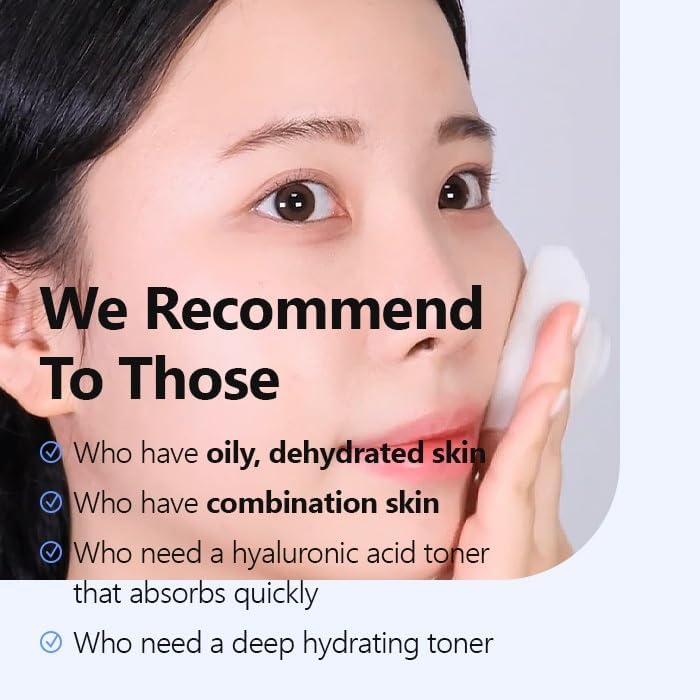 We Recommend
To Those
Who have oily, dehydrated skin
Who have combination skin
Who need a hyaluronic acid toner
that absorbs quickly
Who need a deep hydrating toner